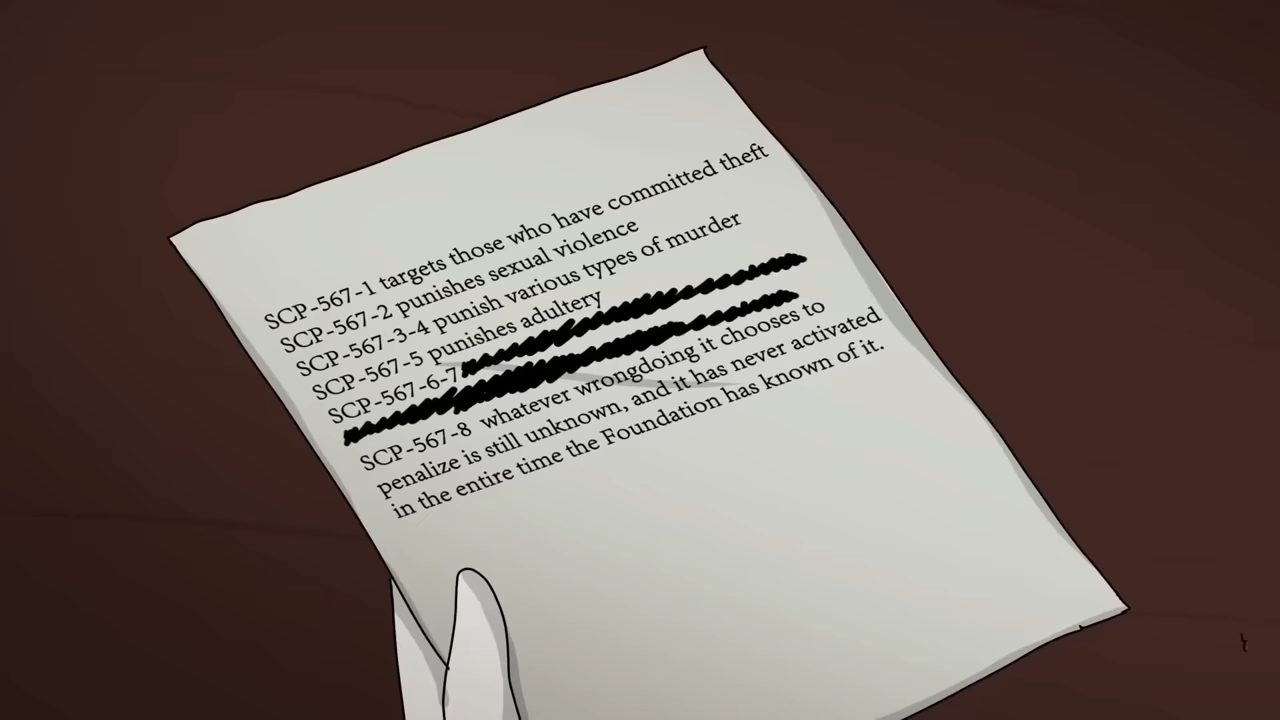 SCP-567-1 targets those who have committed theft
SCP-567-2 punishes sexual violence
SCP-567-3-4 punish various types of murder
SCP-567-5 punishes adultery
SCP-567-6-7
SCP-567-8 whatever wrongdoing it chooses to
penalize is still unknown, and it has never activated
in the entire time the Foundation has known of it.